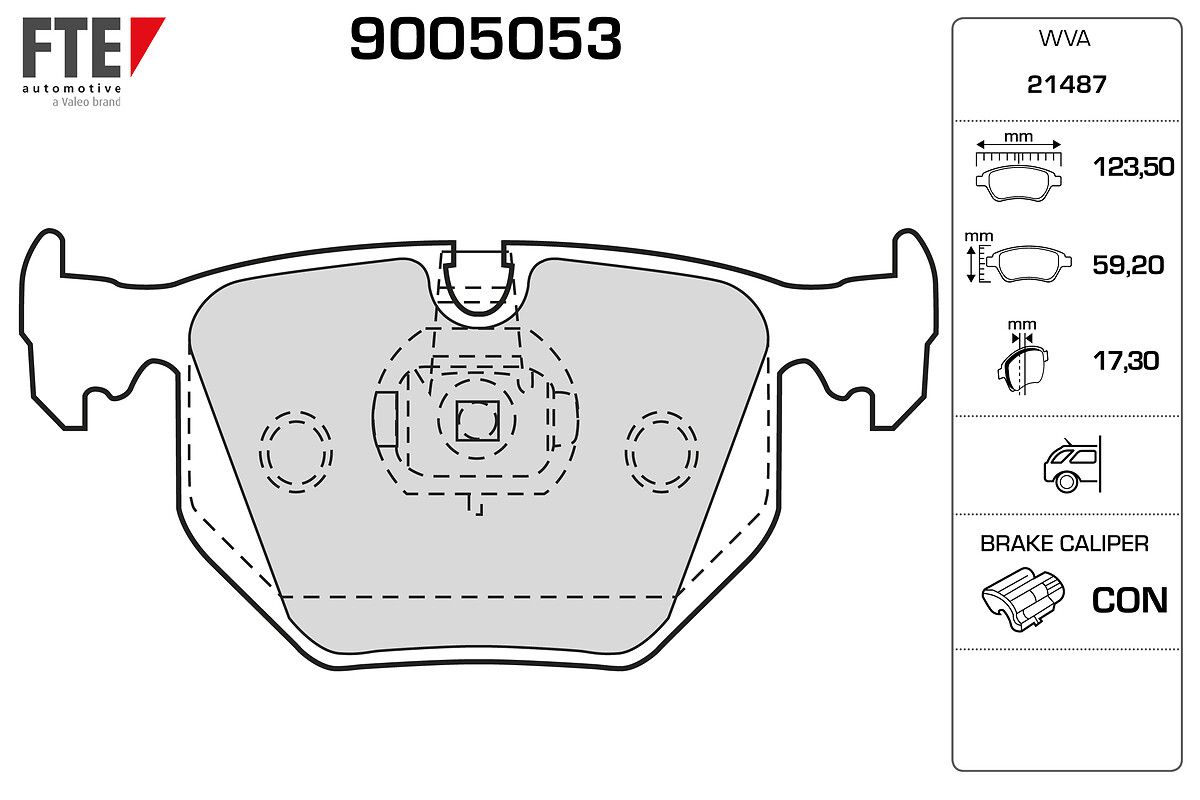 FTE
automotive
a Valeo brand
9005053
WVA
21487
mm
123,50
mm
59,20
mm
17,30
BRAKE CALIPER
CON